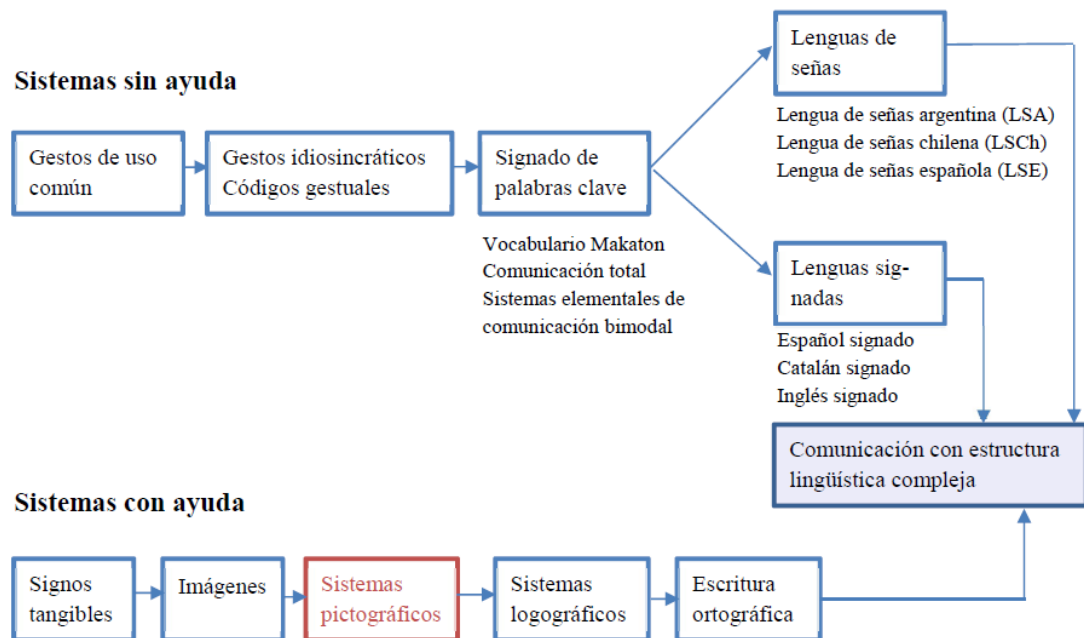 Sistemas sin ayuda
Gestos de uso
común
Gestos idiosincráticos
Códigos gestuales
Signado de
palabras clave
Vocabulario Makaton
Comunicación total
Sistemas elementales de
comunicación bimodal
Lenguas de
señas
Lengua de señas argentina (LSA)
Lengua de señas chilena (LSCh)
Lengua de señas española (LSE)
Lenguas sig-
nadas
Español signado
Catalán signado
Inglés signado
Comunicación con estructura
lingüística compleja
Sistemas con ayuda
Signos
tangibles
Imágenes
Sistemas
pictográficos
Sistemas
logográficos
Escritura
ortográfica